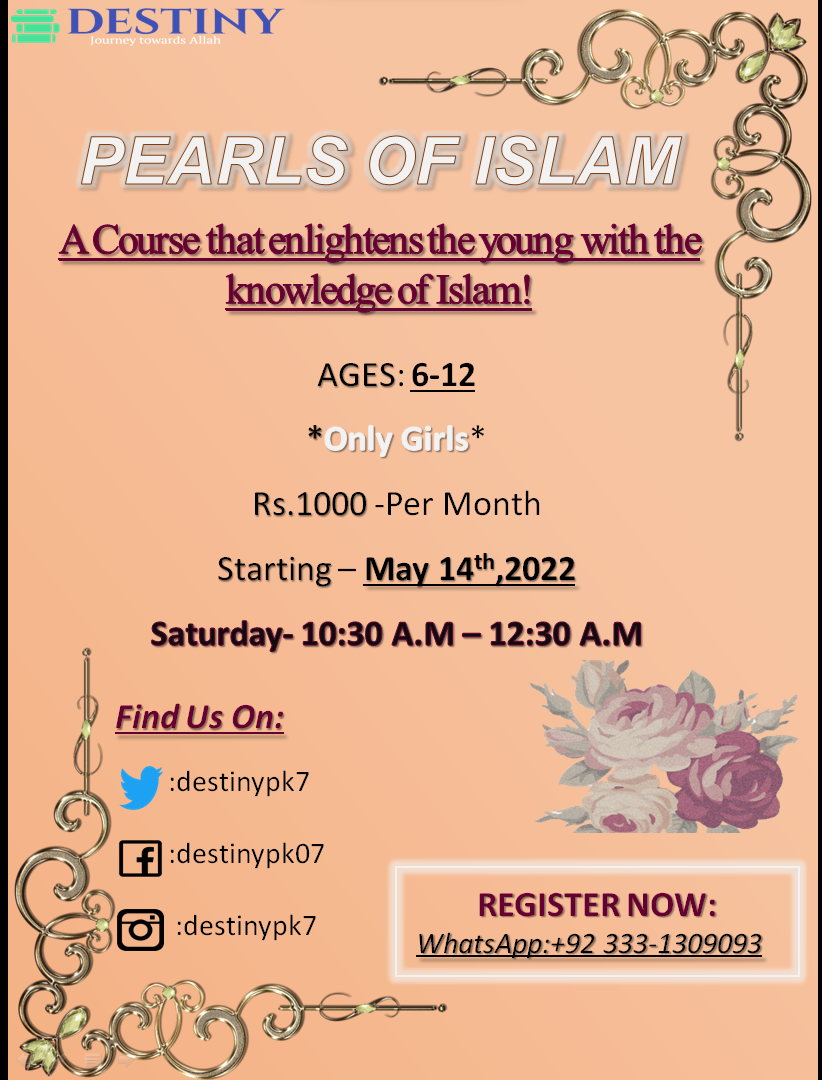 DESTINY
Journey towards Allah
PEARLS OF ISLAM
A Course that enlightens the young with the
knowledge of Islam!
AGES: 6-12
*Only Girls*
Rs.1000 -Per Month
Starting – May 14th,2022
Saturday- 10:30 A.M – 12:30 A.M
Find Us On:
:destinypk7
:destinypk07
:destinypk7
REGISTER NOW:
WhatsApp:+92 333-1309093